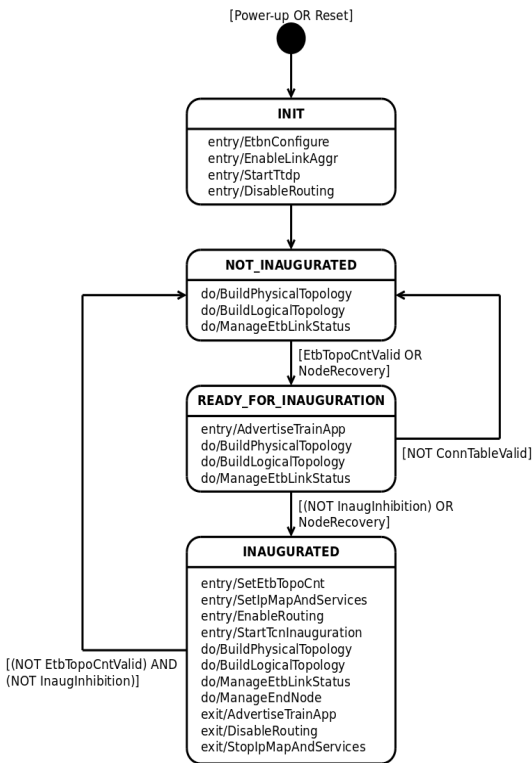 [Power-up OR Reset]
INIT
entry/EtbnConfigure
entry/EnableLinkAggr
entry/StartTtdp
entry/DisableRouting
NOT_INAUGURATED
do/BuildPhysicalTopology
do/BuildLogicalTopology
do/ManageEtbLinkStatus
[EtbTopoCntValid OR
NodeRecovery]
READY_FOR_INAUGURATION
entry/AdvertiseTrainApp
do/BuildPhysicalTopology
do/BuildLogicalTopology
do/ManageEtbLinkStatus
[NOT ConnTableValid]
[(NOT InaugInhibition) OR
NodeRecovery]
INAUGURATED
entry/SetEtbTopoCnt
entry/SetIpMapAndServices
entry/EnableRouting
entry/StartTcnInauguration
do/BuildPhysicalTopology
do/BuildLogicalTopology
do/ManageEtbLinkStatus
do/ManageEndNode
exit/AdvertiseTrainApp
exit/DisableRouting
exit/StopIpMapAndServices
[(NOT EtbTopoCntValid) AND
(NOT InaugInhibition)]